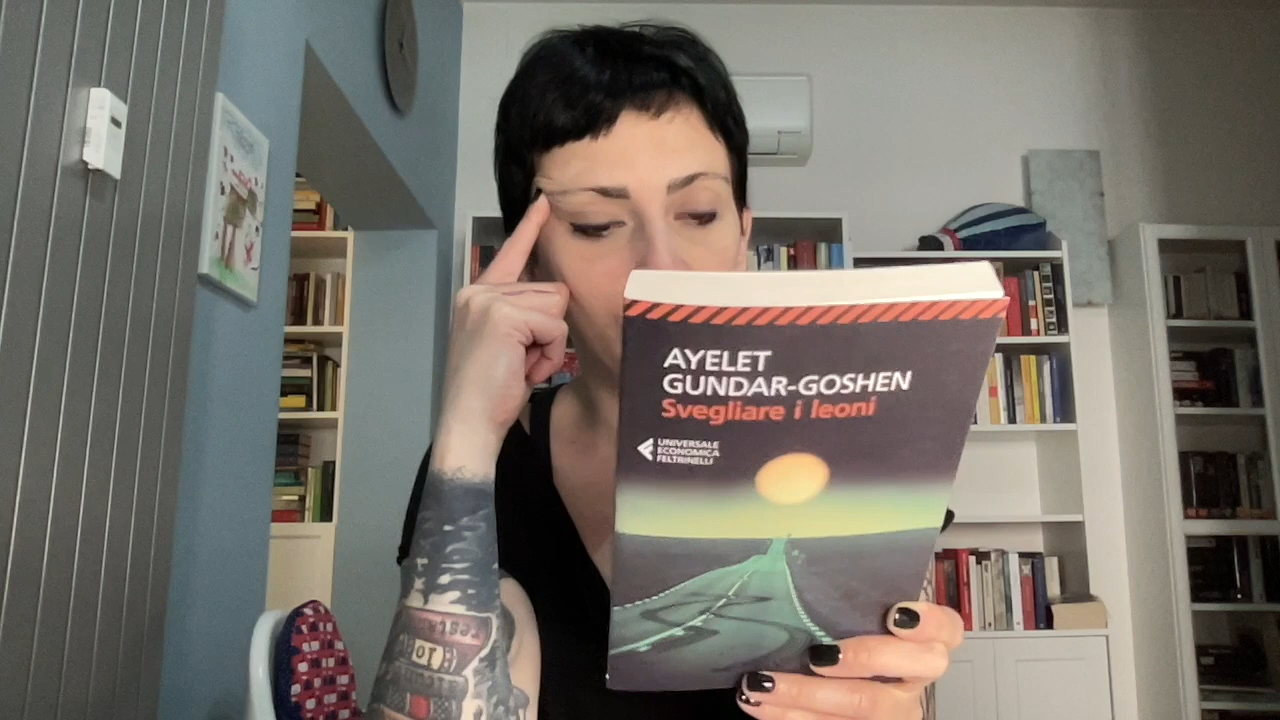 AYELET
GUNDAR-GOSHEN
Svegliare i leoni
UNIVERSALE
ECONOMICA
FELTRINELLI